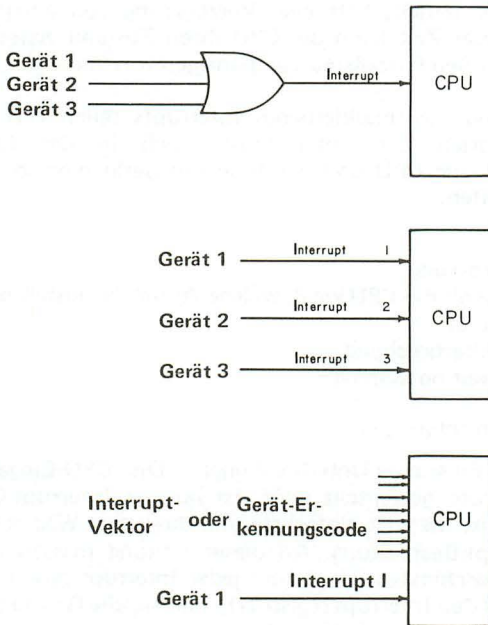 Gerät 1
Gerät 2
Gerät 3
Interrupt
CPU
Gerät 1
Interrupt 1
Gerät 2
Interrupt 2
Gerät 3
Interrupt 3
CPU
Interrupt-
Vektor
oder
Gerät-Er-
kennungscode
CPU
Gerät 1
Interrupt I